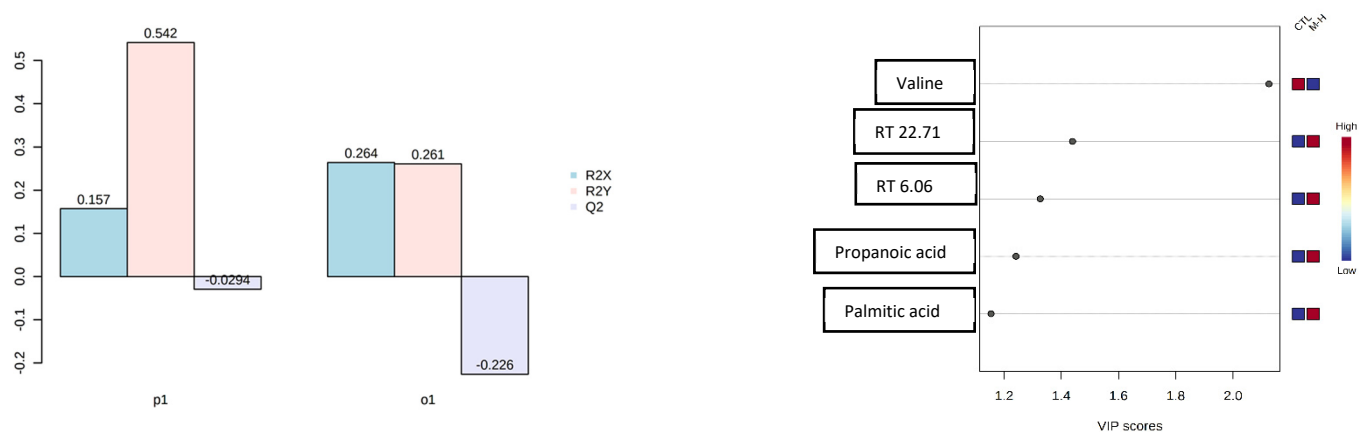 0.542
0.157
-0.0294
0.264
0.261
-0.226
0.5
0.4
0.3
0.2
0.1
0.0
-0.1
-0.2
p1
o1
R2X
R2Y
Q2
Valine
RT 22.71
RT 6.06
Propanoic acid
Palmitic acid
1.2 1.4 1.6 1.8 2.0
VIP scores
CTL
M-H
High
Low